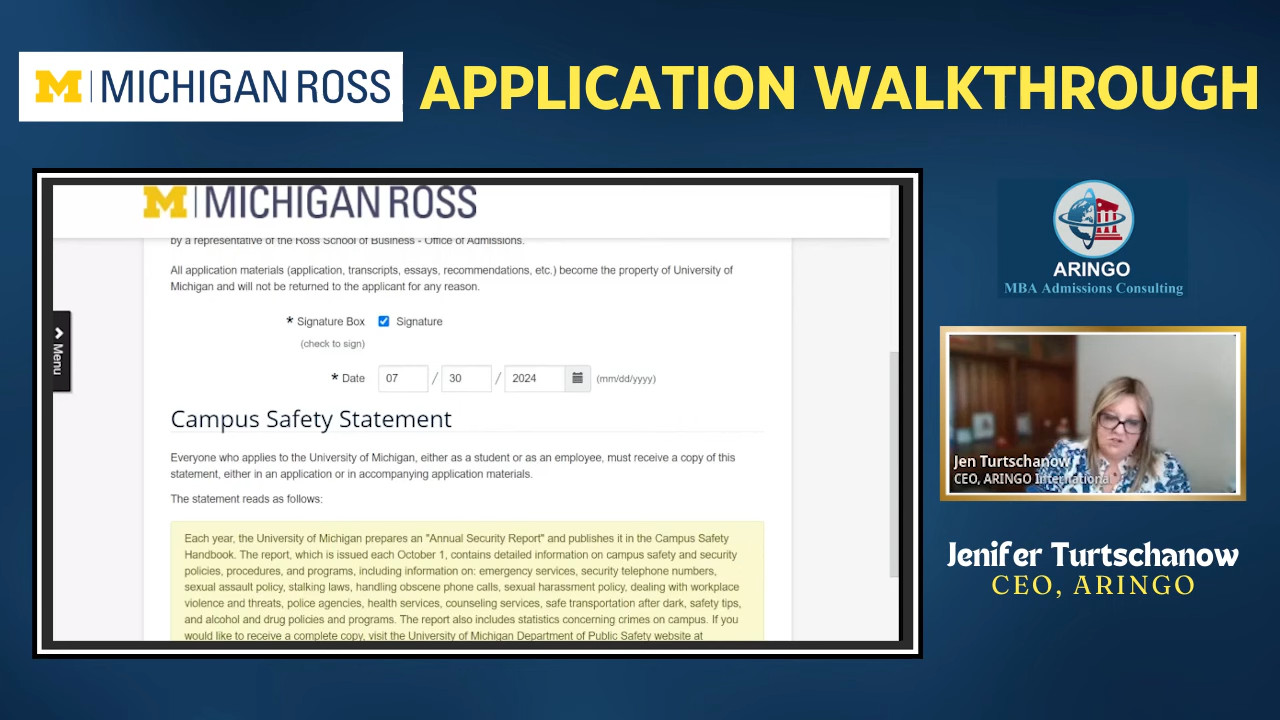 M | MICHIGAN ROSS
APPLICATION WALKTHROUGH
M | MICHIGAN ROSS
by a representative of the Ross School of Business - Office of Admissions.
All application materials (application, transcripts, essays, recommendations, etc.) become the property of University of
Michigan and will not be returned to the applicant for any reason.
* Signature Box Signature
(check to sign)
* Date 07 / 30 / 2024 (mm/dd/yyyy)
Menu
Campus Safety Statement
Everyone who applies to the University of Michigan, either as a student or as an employee, must receive a copy of this
statement, either in an application or in accompanying application materials.
The statement reads as follows:
Each year, the University of Michigan prepares an "Annual Security Report" and publishes it in the Campus Safety
Handbook. The report, which is issued each October 1, contains detailed information on campus safety and security
policies, procedures, and programs, including information on: emergency services, security telephone numbers,
sexual assault policy, stalking laws, handling obscene phone calls, sexual harassment policy, dealing with workplace
violence and threats, police agencies, health services, counseling services, safe transportation after dark, safety tips,
and alcohol and drug policies and programs. The report also includes statistics concerning crimes on campus. If you
would like to receive a complete copy, visit the University of Michigan Department of Public Safety website at
ARINGO
MBA Admissions Consulting
Jen Turtschanow
CEO, ARINGO International
Jenifer Turtschanow
CEO, ARINGO